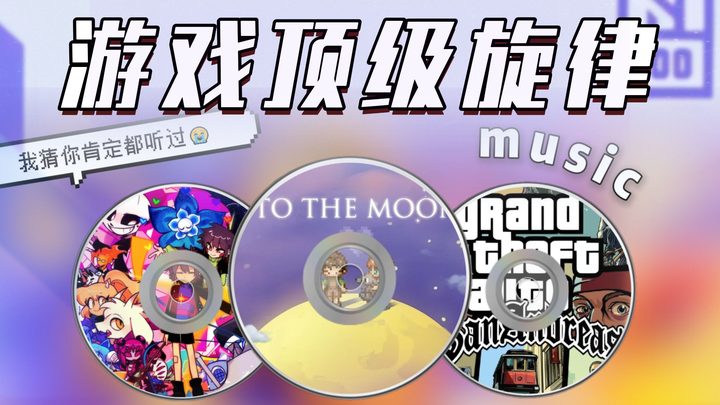 游戏顶级旋律
我猜你肯定都听过😭
music
TO THE MOON
grand
theft
auto
San Andreas